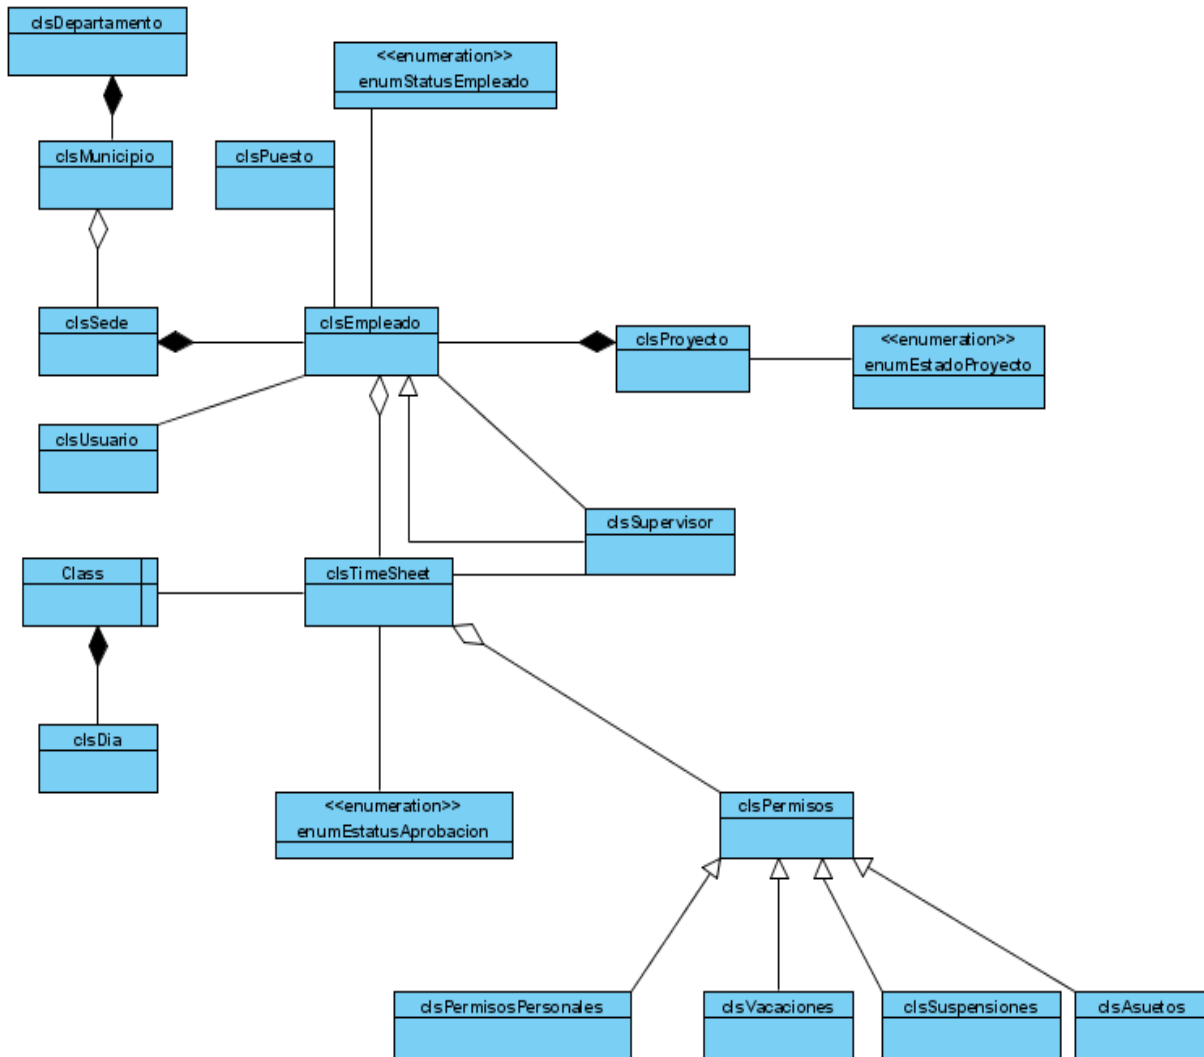 clsDepartamento
<<enumeration>>
enumStatusEmpleado
clsMunicipio
clsPuesto
clsSede
clsEmpleado
clsProyecto
<<enumeration>>
enumEstadoProyecto
clsUsuario
clsSupervisor
Class
clsTimeSheet
clsDia
<<enumeration>>
enumEstatusAprobacion
clsPermisos
clsPermisosPersonales
clsVacaciones
clsSuspensiones
clsAsuetos